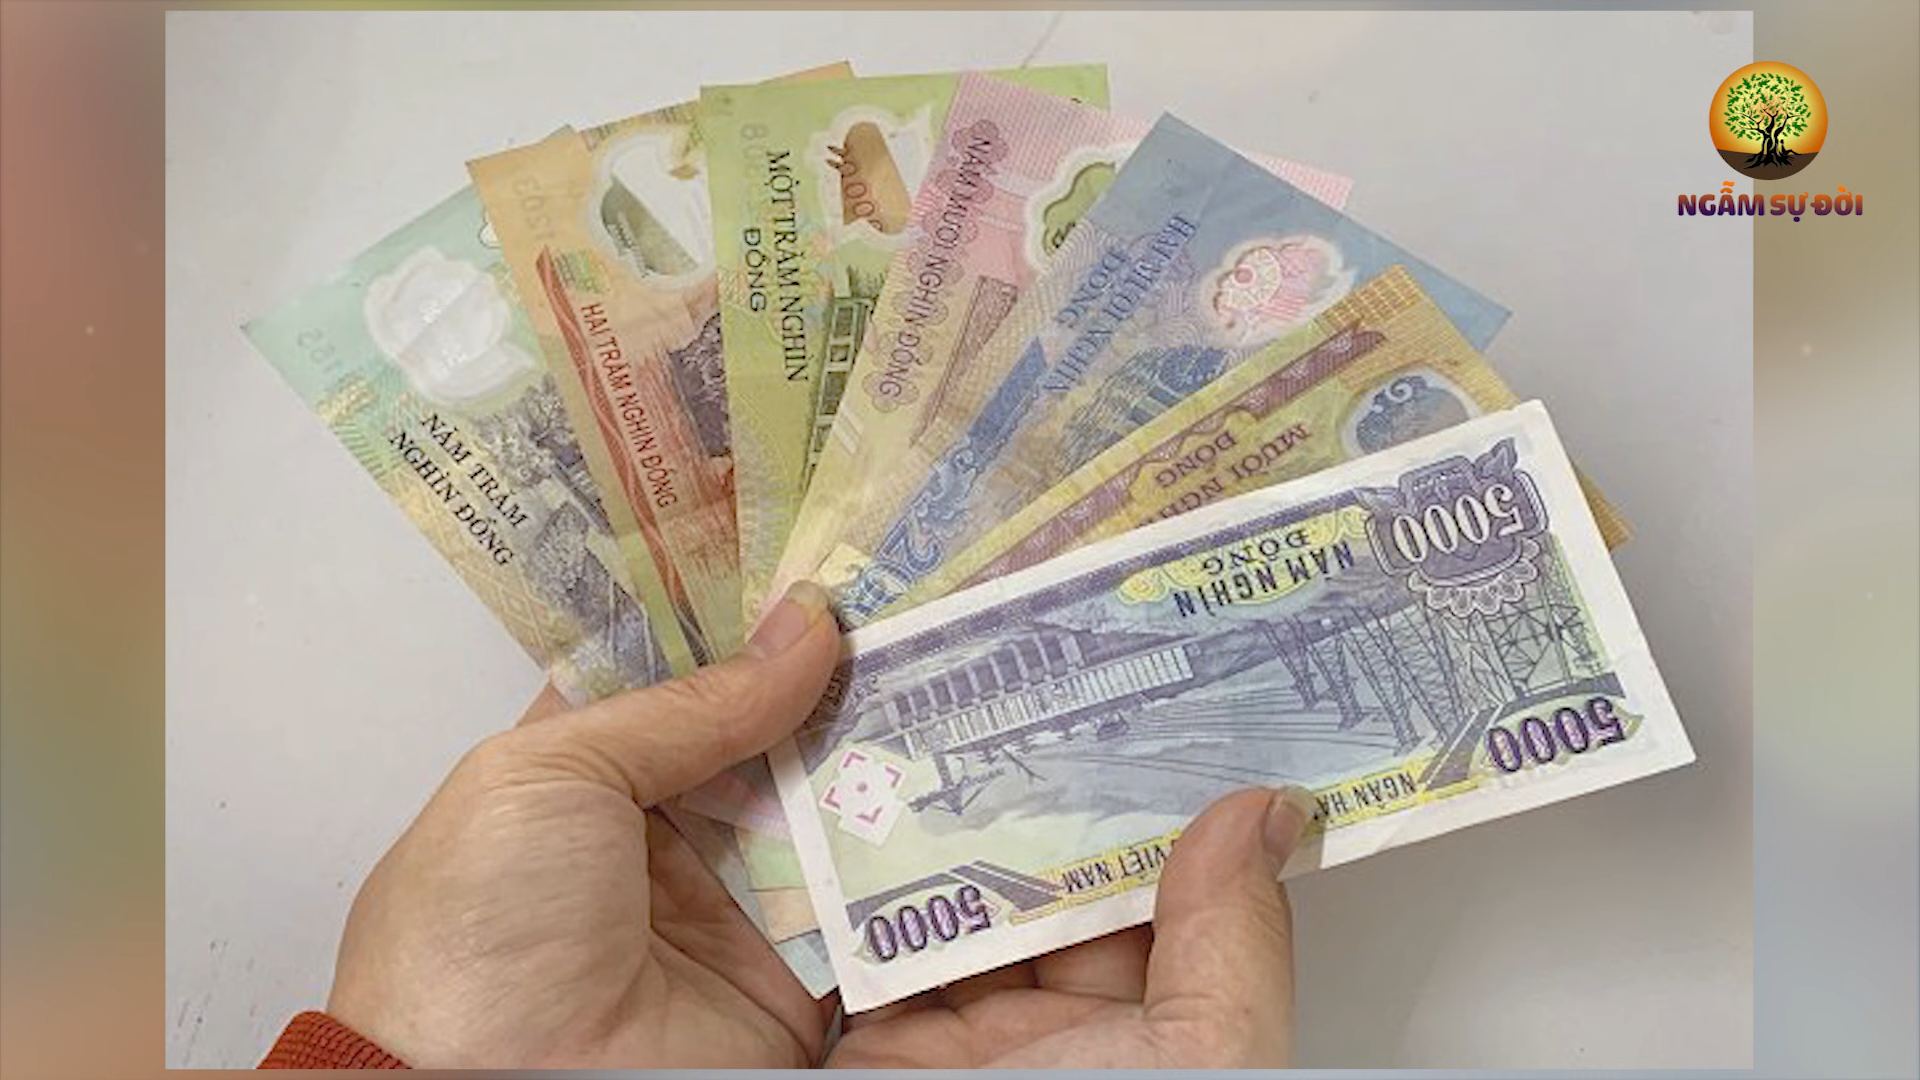 NGẪM SỰ ĐỜI
NĂM TRĂM
NGHÌN ĐỒNG
HAI TRĂM NGHÌN ĐỒNG
MỘT TRĂM NGHÌN
ĐỒNG
NĂM MƯƠI NGHÌN ĐỒNG
HAI MƯƠI NGHÌN
ĐỒNG
MƯỜI
ĐỒNG
5000
NĂM NGHÌN
ĐỒNG
5000
NGÂN
VIỆT NAM
5000